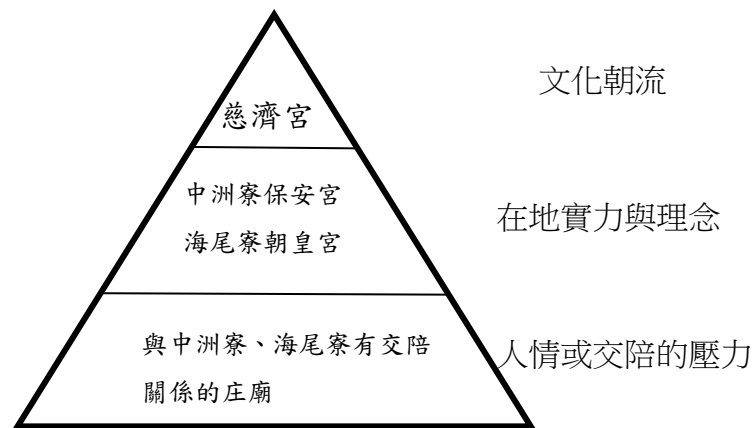 文化朝流
慈濟宮
中洲寮保安宮
海尾寮朝皇宮
在地實力與理念
與中洲寮、海尾寮有交陪
關係的庄廟
人情或交陪的壓力